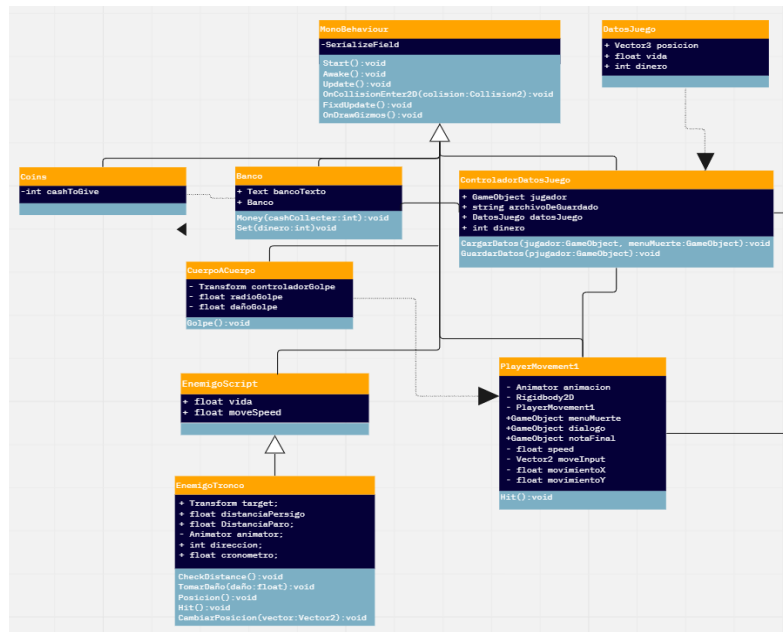 MonoBehaviour
-SerializeField
Start():void
Awake():void
Update():void
OnCollisionEnter2D(colision:Collision2):void
FixdUpdate():void
OnDrawGizmos():void
DatosJuego
+ Vector3 posicion
+ float vida
+ int dinero
Coins
-int cashToGive
Banco
+ Text bancoTexto
+ Banco
Money(cashCollecter:int):void
Set(dinero:int)void
ControladorDatosJuego
+ GameObject jugador
+ string archivoDeGuardado
+ DatosJuego datosJuego
+ int dinero
CargarDatos(jugador:GameObject, menuMuerte:GameObject):void
GuardarDatos(pjugador:GameObject):void
CuerpoACuerpo
- Transform controladorGolpe
- float radioGolpe
- float dañoGolpe
Golpe():void
EnemigoScript
+ float vida
+ float moveSpeed
PlayerMovement1
- Animator animacion
- Rigidbody2D
- PlayerMovement1
+GameObject menuMuerte
+GameObject dialogo
+GameObject notaFinal
- float speed
- Vector2 moveInput
- float movimientoX
- float movimientoY
Hit():void
EnemigoTronco
+ Transform target;
+ float distanciaPersigo
+ float DistanciaParo;
- Animator animator;
+ int direccion;
+ float cronometro;
CheckDistance():void
TomarDaño(daño:float):void
Posicion():void
Hit():void
CambiarPosicion(vector:Vector2):void